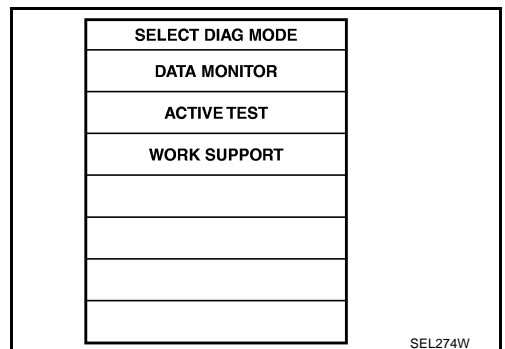 SELECT DIAG MODE
DATA MONITOR
ACTIVE TEST
WORK SUPPORT
SEL274W